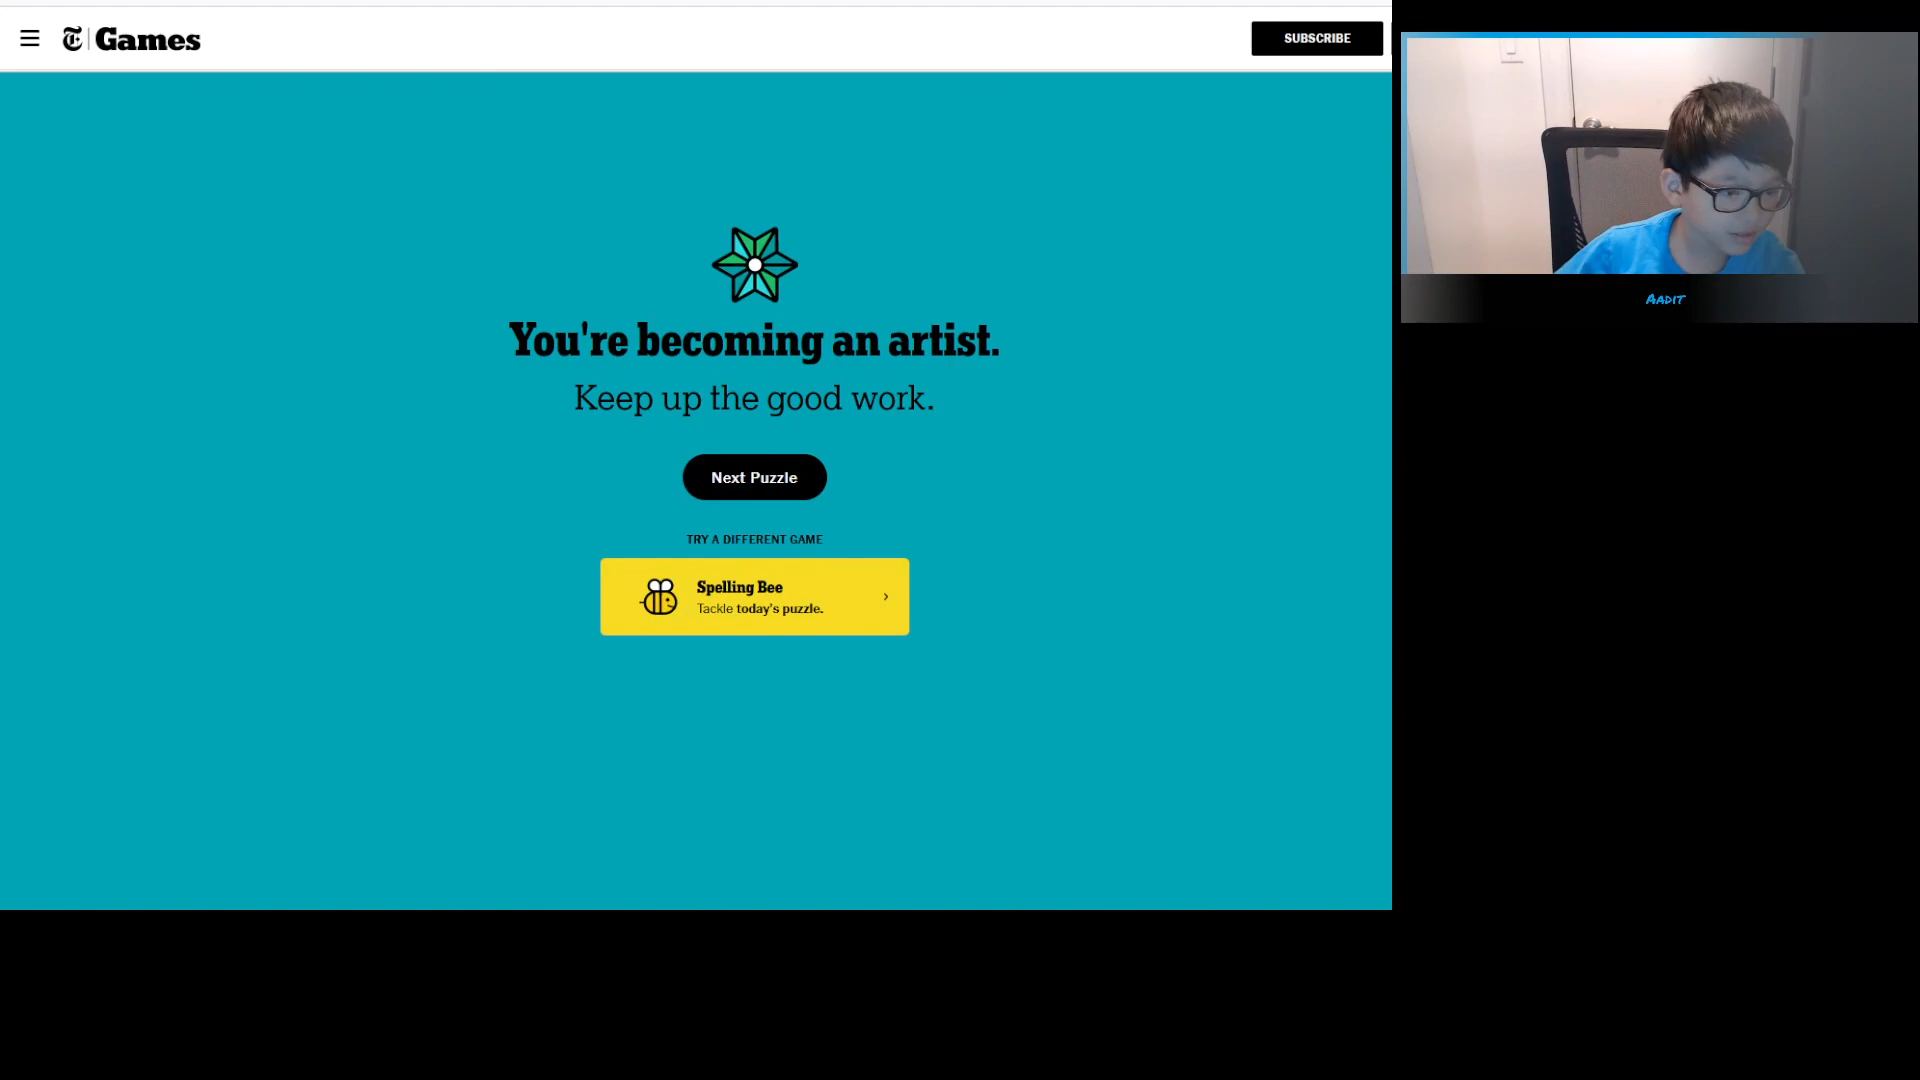 T Games
SUBSCRIBE
You're becoming an artist.
Keep up the good work.
Next Puzzle
TRY A DIFFERENT GAME
Spelling Bee
Tackle today's puzzle.
AADIT